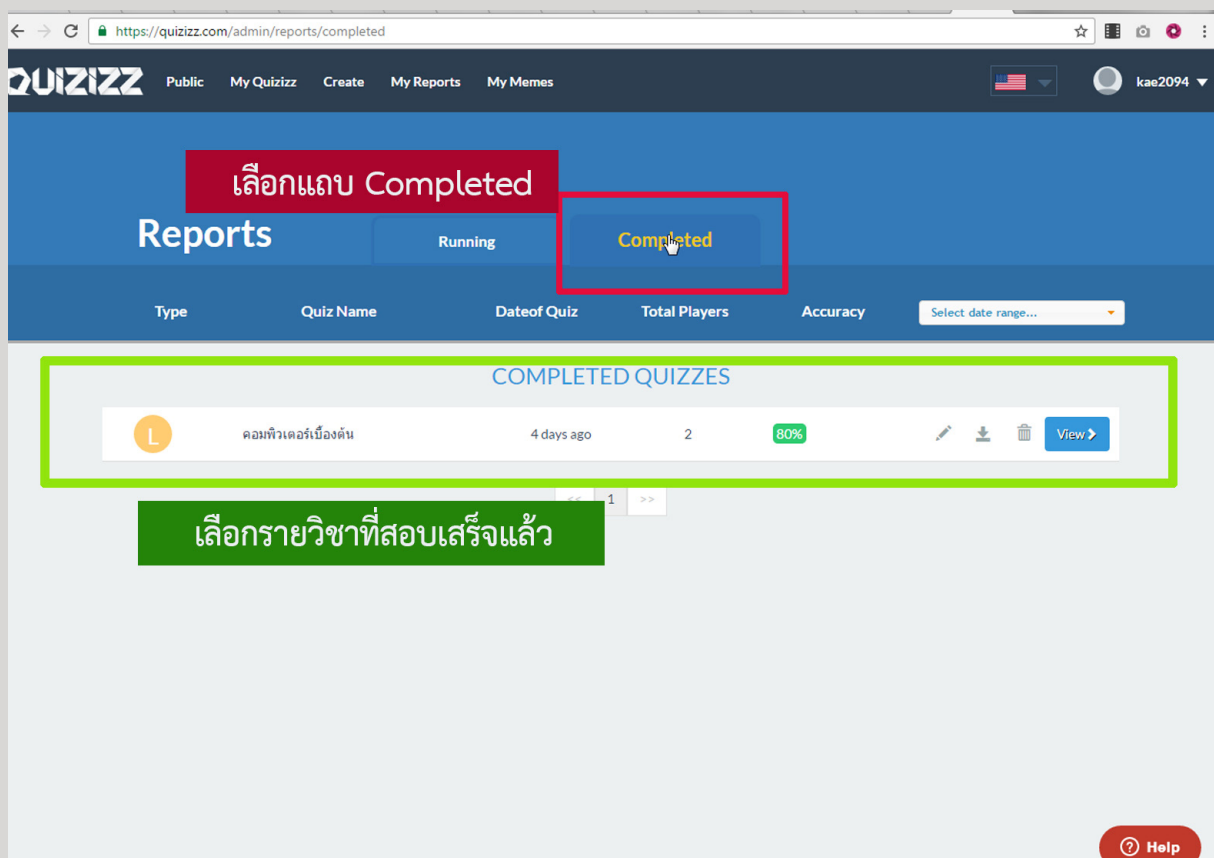 https://quizizz.com/admin/reports/completed
QUIZIZZ Public My Quizizz Create My Reports My Memes kae2094
เลือกแถบ Completed
Reports Running Completed
Type Quiz Name Dateof Quiz Total Players Accuracy Select date range...
COMPLETED QUIZZES
L คอมพิวเตอร์เบื้องต้น 4 days ago 2 80% View
<< 1 >>
เลือกรายวิชาที่สอบเสร็จแล้ว
Help